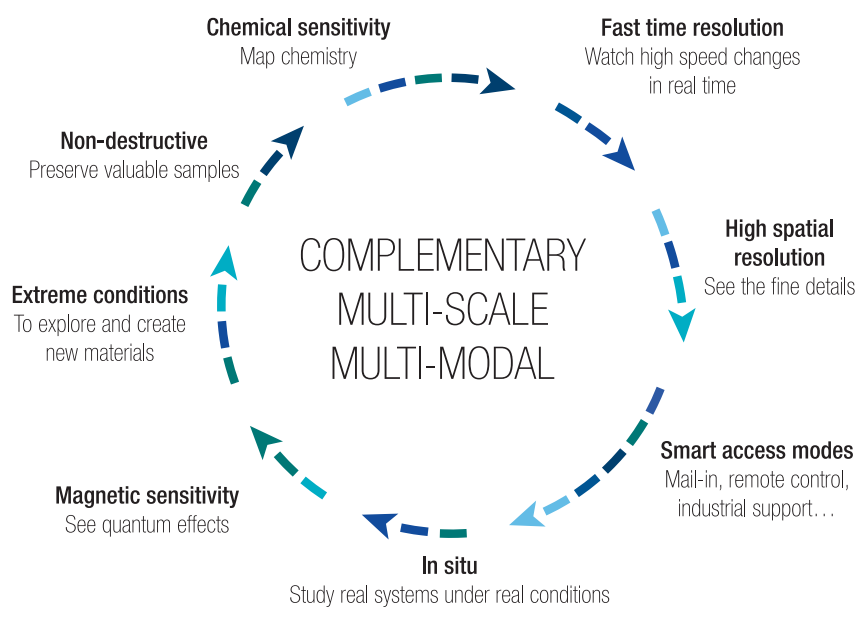 Chemical sensitivity
Map chemistry
Fast time resolution
Watch high speed changes
in real time
Non-destructive
Preserve valuable samples
High spatial
resolution
See the fine details
COMPLEMENTARY
MULTI-SCALE
MULTI-MODAL
Extreme conditions
To explore and create
new materials
Smart access modes
Mail-in, remote control,
industrial support…
Magnetic sensitivity
See quantum effects
In situ
Study real systems under real conditions